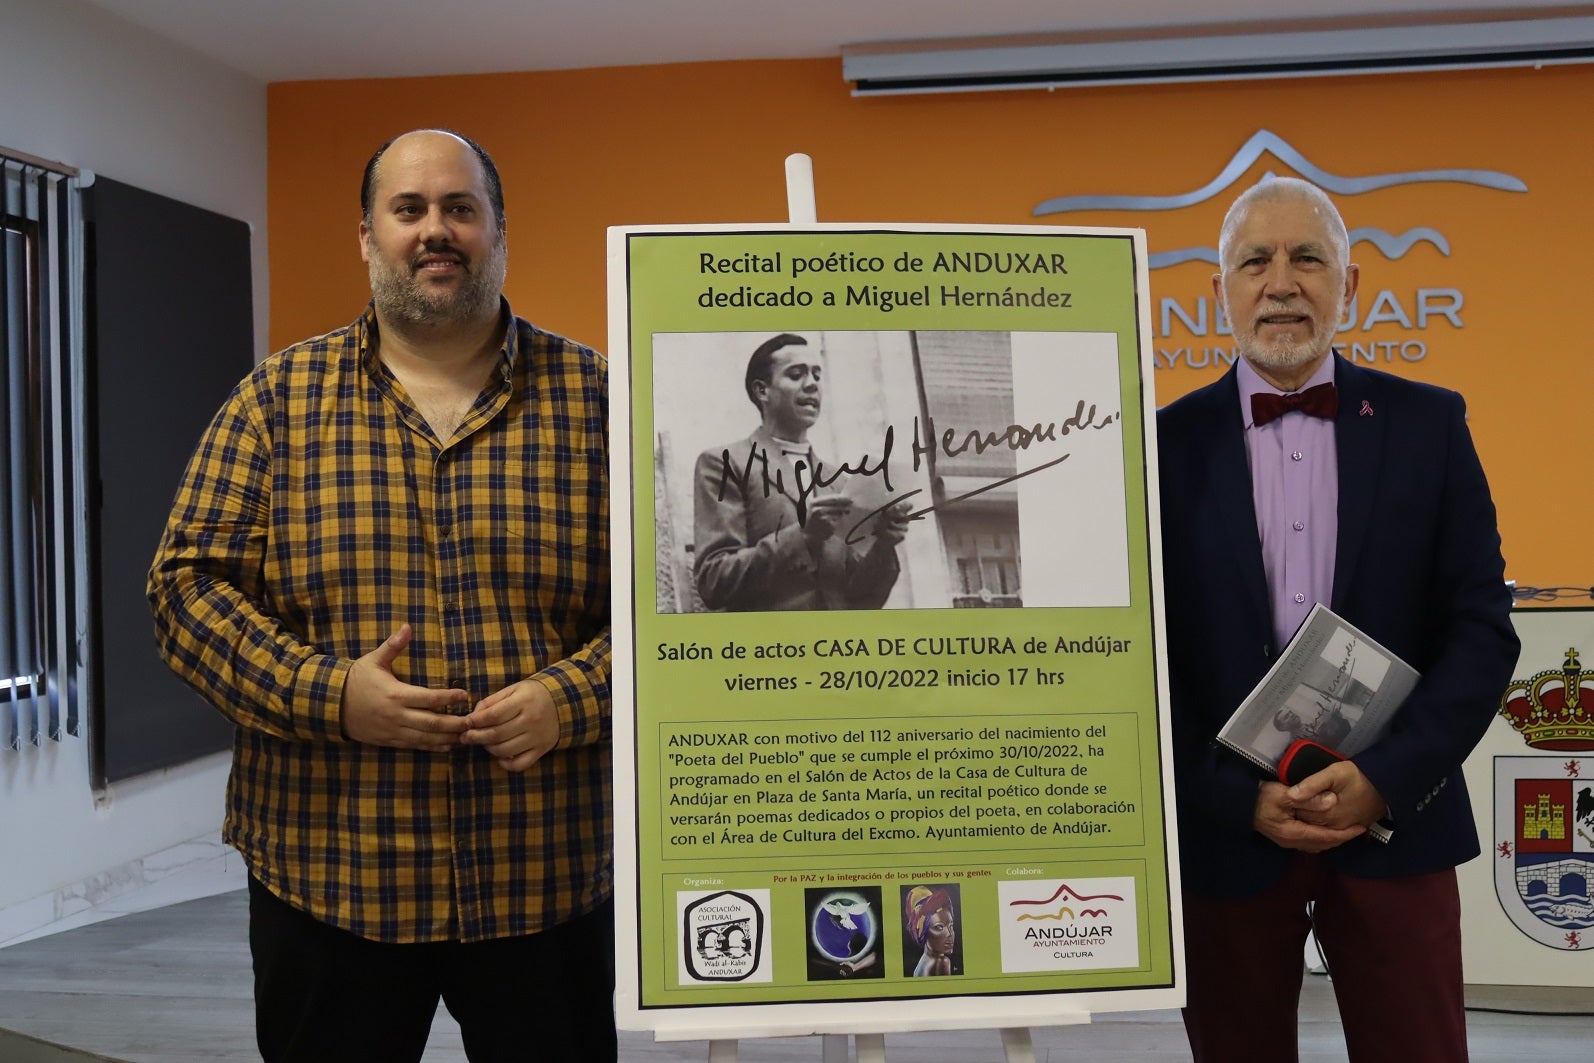 Recital poético de ANDUXAR
dedicado a Miguel Hernández
Miguel Hernandez
Salón de actos CASA DE CULTURA de Andújar
viernes - 28/10/2022 inicio 17 hrs
ANDUXAR con motivo del 112 aniversario del nacimiento del
"Poeta del Pueblo" que se cumple el próximo 30/10/2022, ha
programado en el Salón de Actos de la Casa de Cultura de
Andújar en Plaza de Santa María, un recital poético donde se
versarán poemas dedicados o propios del poeta, en colaboración
con el Área de Cultura del Excmo. Ayuntamiento de Andújar.
Organiza:
Por la PAZ y la integración de los pueblos y sus gentes
Colabora:
ASOCIACIÓN
CULTURAL
Wadi al-Kabir
ANDUXAR
ANDÚJAR
AYUNTAMIENTO
CULTURA